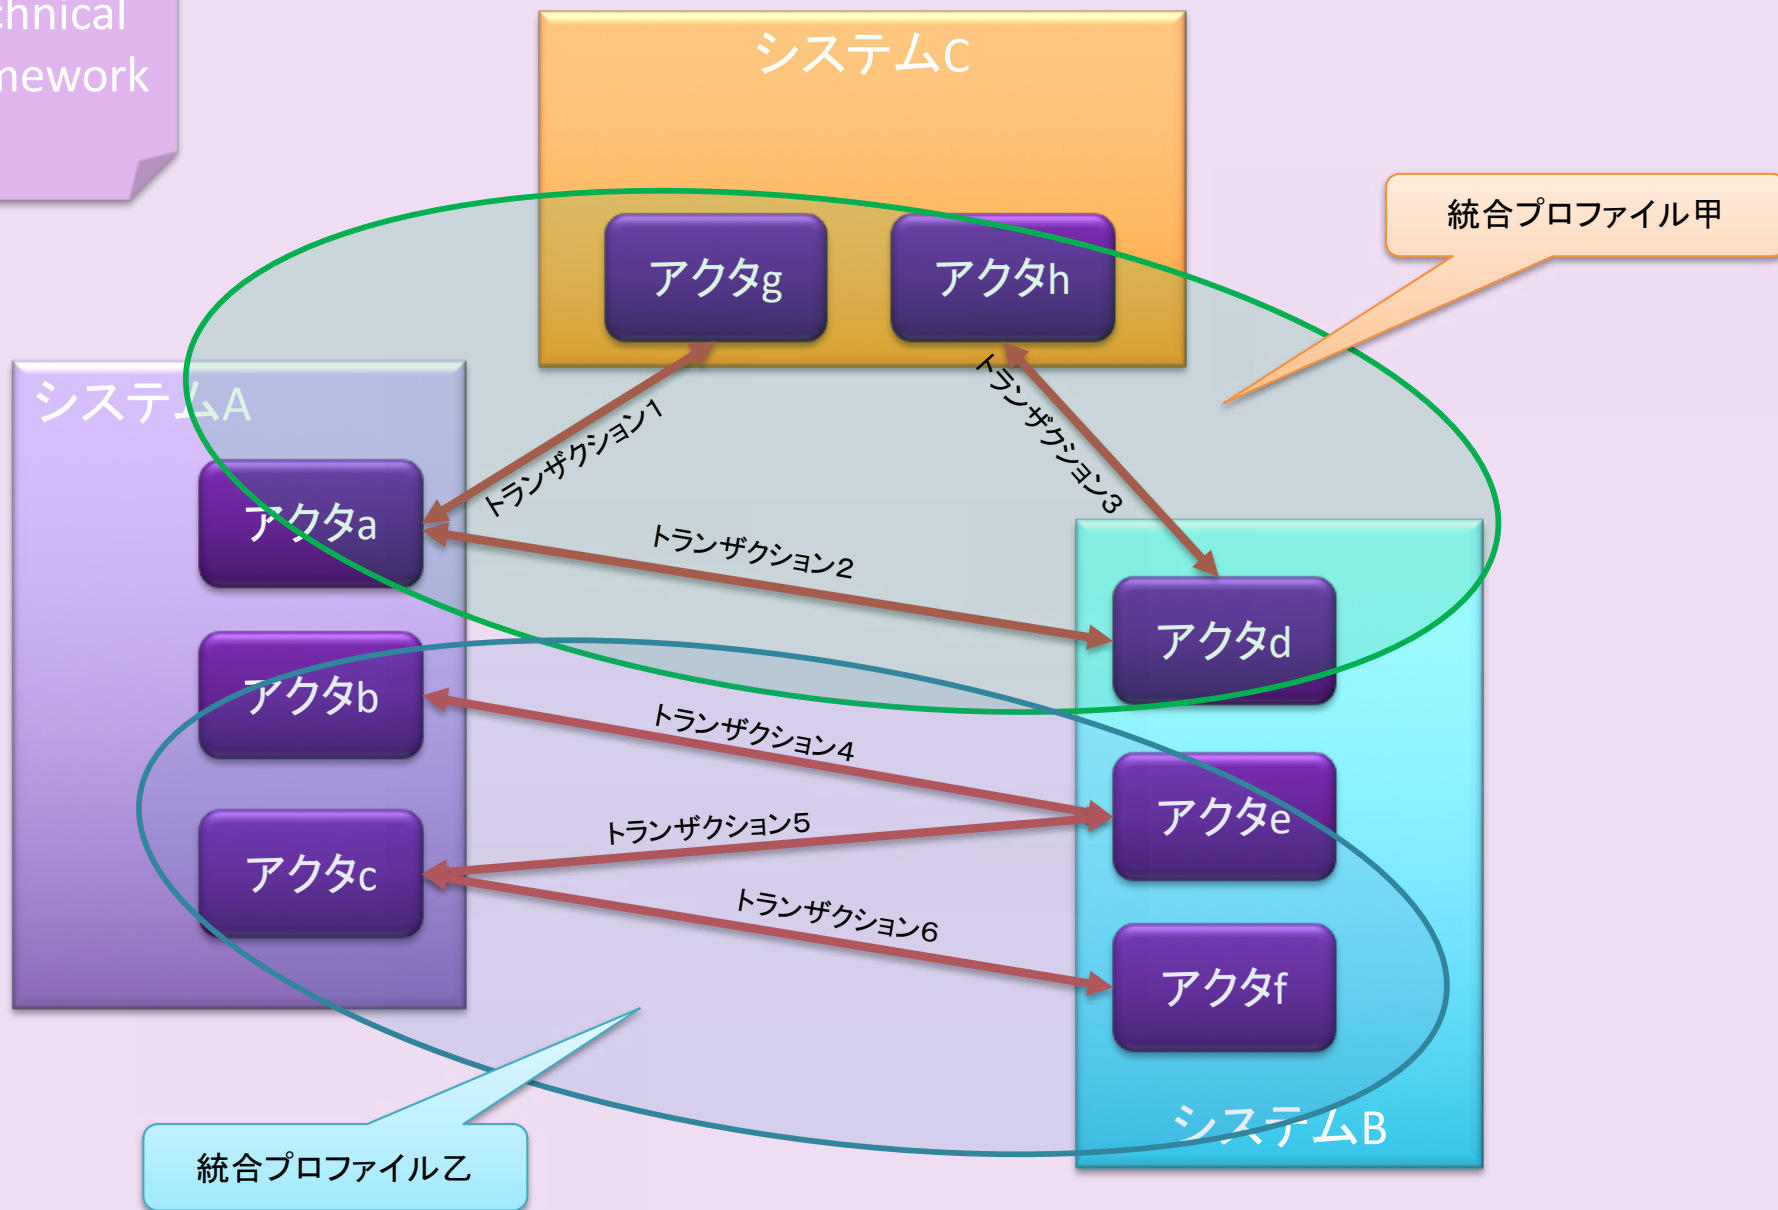 システムC
統合プロファイル甲
アクタg
アクタh
システムA
トランザクション1
トランザクション3
アクタa
トランザクション2
アクタd
アクタb
トランザクション4
アクタe
トランザクション5
アクタc
トランザクション6
アクタf
システムB
統合プロファイル乙